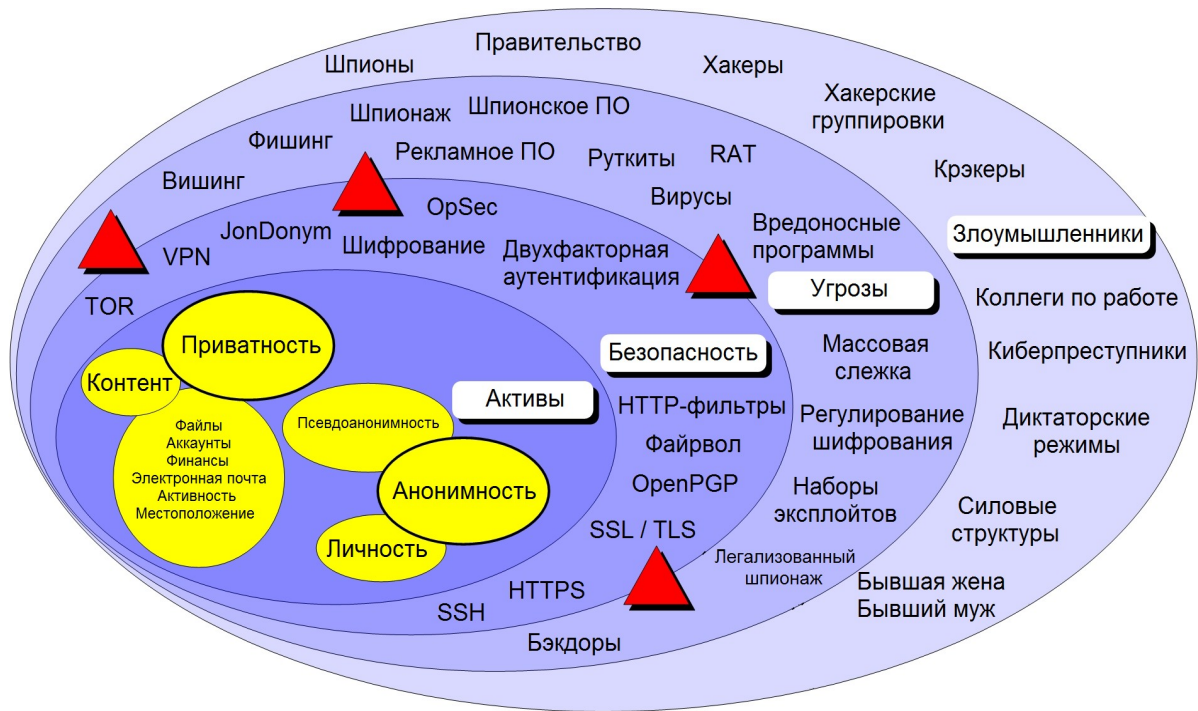 Правительство
Шпионы
Хакеры
Хакерские
группировки
Шпионаж
Шпионское ПО
Фишинг
Рекламное ПО
Руткиты
RAT
Крэкеры
Вишинг
Вирусы
OpSec
Вредоносные
программы
Злоумышленники
JonDonym
VPN
Шифрование
Двухфакторная
аутентификация
Угрозы
Коллеги по работе
TOR
Приватность
Безопасность
Массовая
слежка
Киберпреступники
Контент
Активы
HTTP-фильтры
Регулирование
шифрования
Диктаторские
режимы
Файлы
Аккаунты
Финансы
Электронная почта
Активность
Местоположение
Псевдоанонимность
Файрвол
Анонимность
OpenPGP
Наборы
эксплойтов
Силовые
структуры
Личность
SSL / TLS
Легализованный
шпионаж
Бывшая жена
Бывший муж
HTTPS
SSH
Бэкдоры